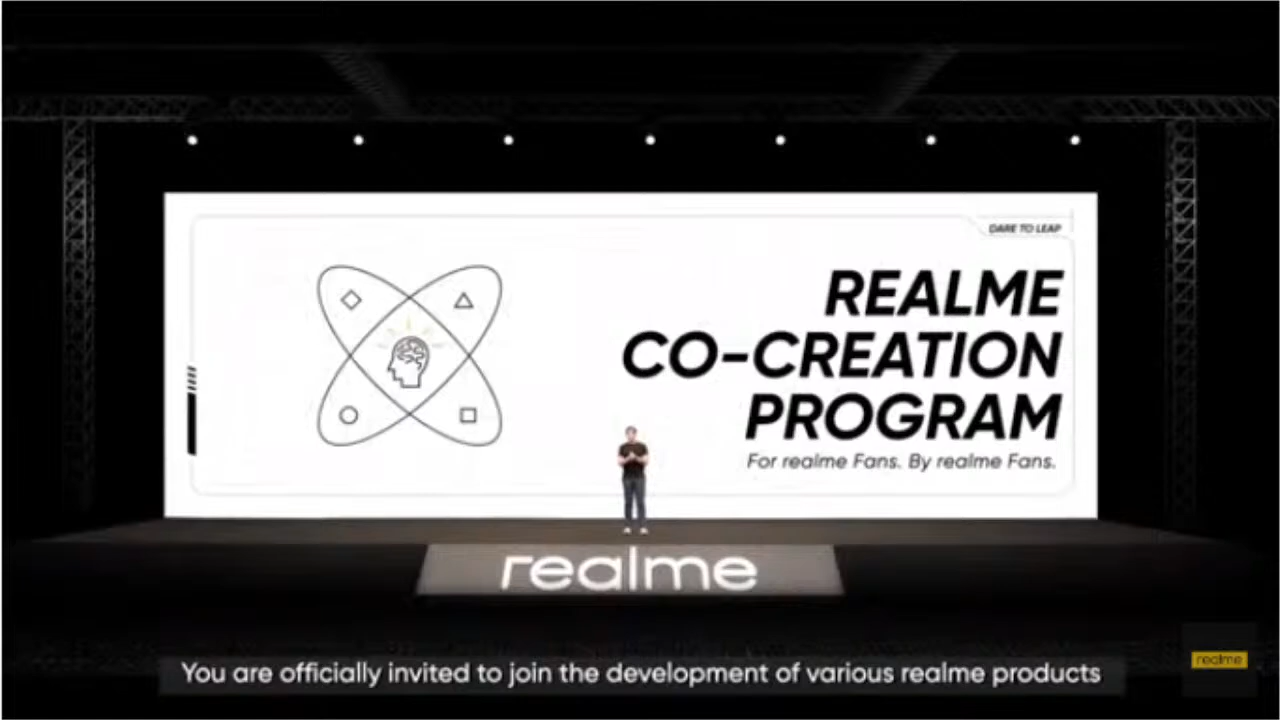 DARE TO LEAP
REALME
CO-CREATION
PROGRAM
For realme Fans. By realme Fans.
realme
You are officially invited to join the development of various realme products
realme